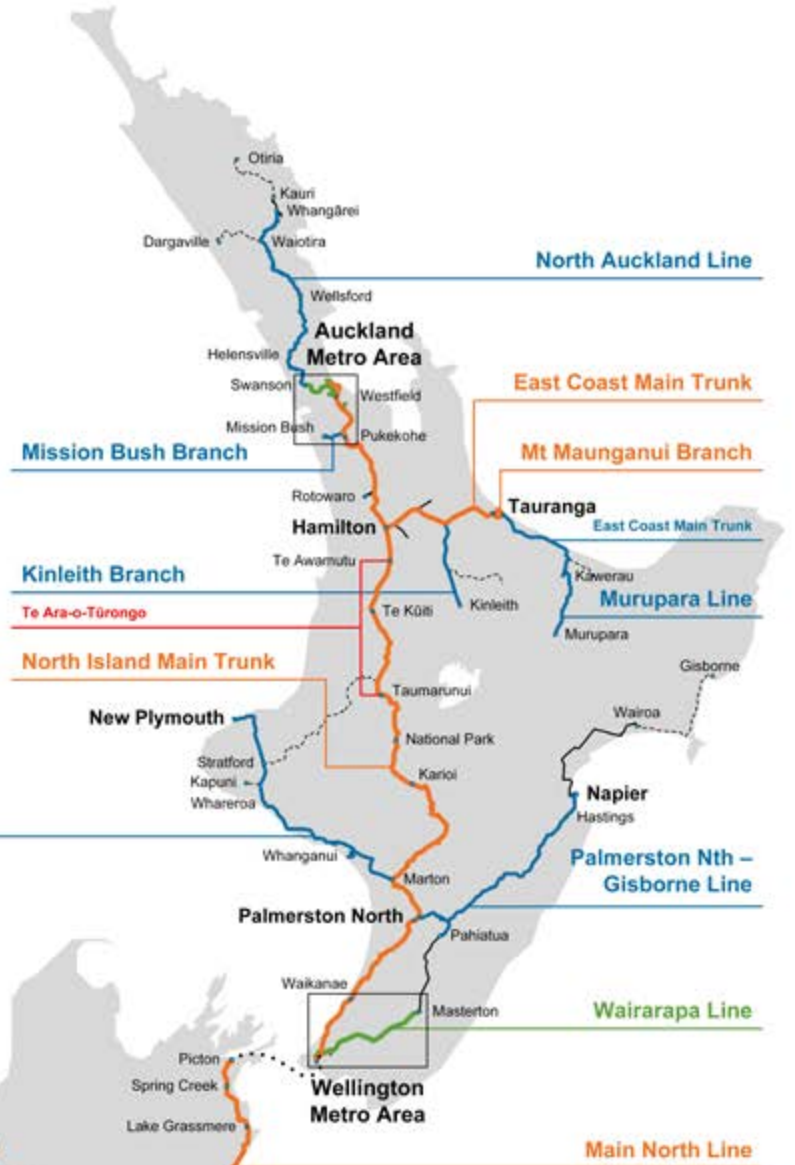 Otiria
Kauri
Whangārei
Dargaville
Waiotira
North Auckland Line
Wellsford
Auckland
Metro Area
Helensville
Swanson
Westfield
East Coast Main Trunk
Mission Bush
Pukekohe
Mission Bush Branch
Mt Maunganui Branch
Rotowaro
Tauranga
Hamilton
East Coast Main Trunk
Te Awamutu
Kinleith Branch
Kawerau
Kinleith
Murupara Line
Te Ara-o-Tūrongo
Te Kūiti
Murupara
North Island Main Trunk
Gisborne
Taumarunui
New Plymouth
Wairoa
National Park
Stratford
Kapuni
Karioi
Whareroa
Napier
Hastings
Whanganui
Palmerston Nth –
Gisborne Line
Marton
Palmerston North
Pahiatua
Waikanae
Masterton
Wairarapa Line
Picton
Spring Creek
Wellington
Metro Area
Lake Grassmere
Main North Line